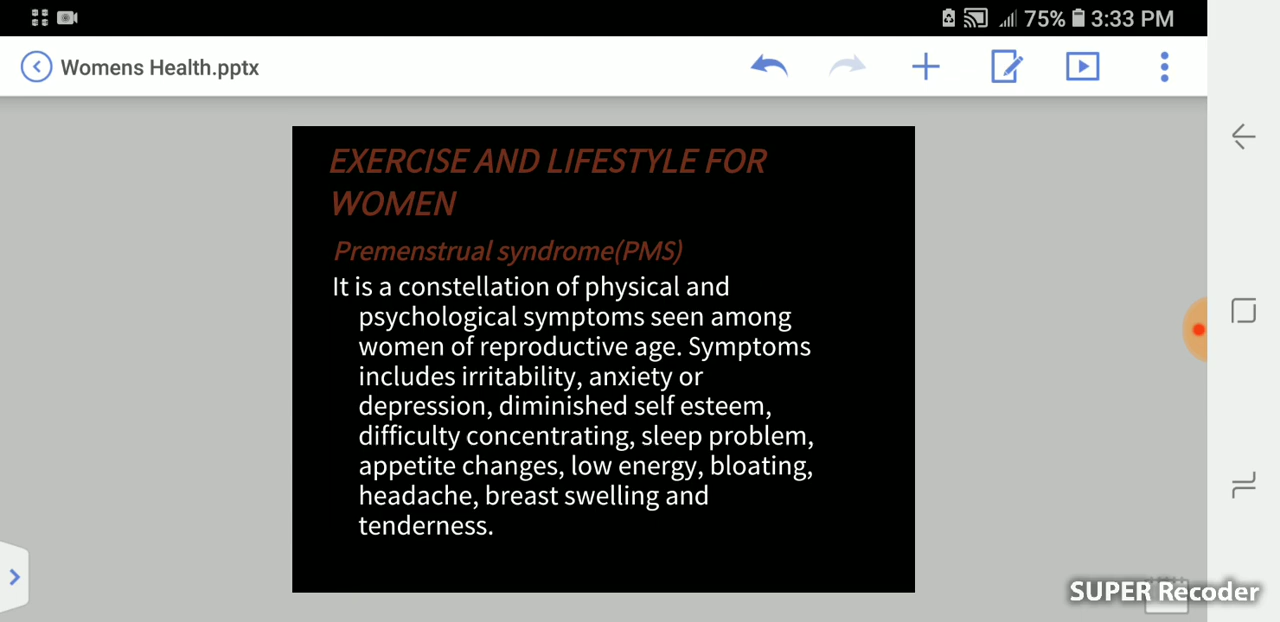 75% 3:33 PM
Womens Health.pptx
EXERCISE AND LIFESTYLE FOR
WOMEN
Premenstrual syndrome(PMS)
It is a constellation of physical and
psychological symptoms seen among
women of reproductive age. Symptoms
includes irritability, anxiety or
depression, diminished self esteem,
difficulty concentrating, sleep problem,
appetite changes, low energy, bloating,
headache, breast swelling and
tenderness.
SUPER Recoder